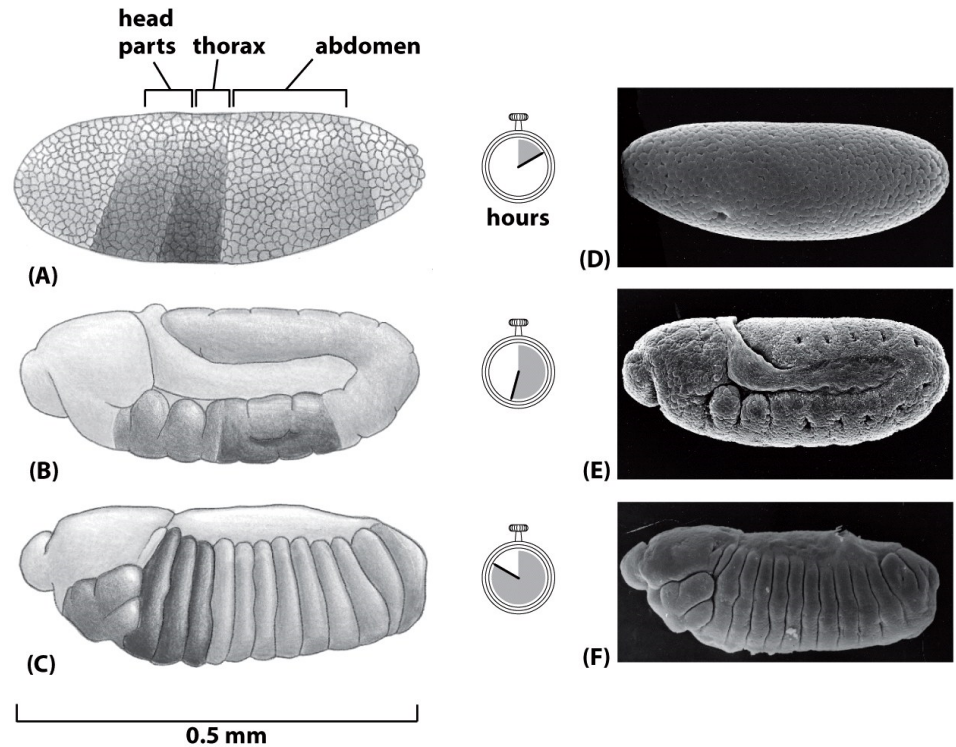 head
parts thorax abdomen
hours
(A)
(D)
(B)
(E)
(C)
(F)
0.5 mm